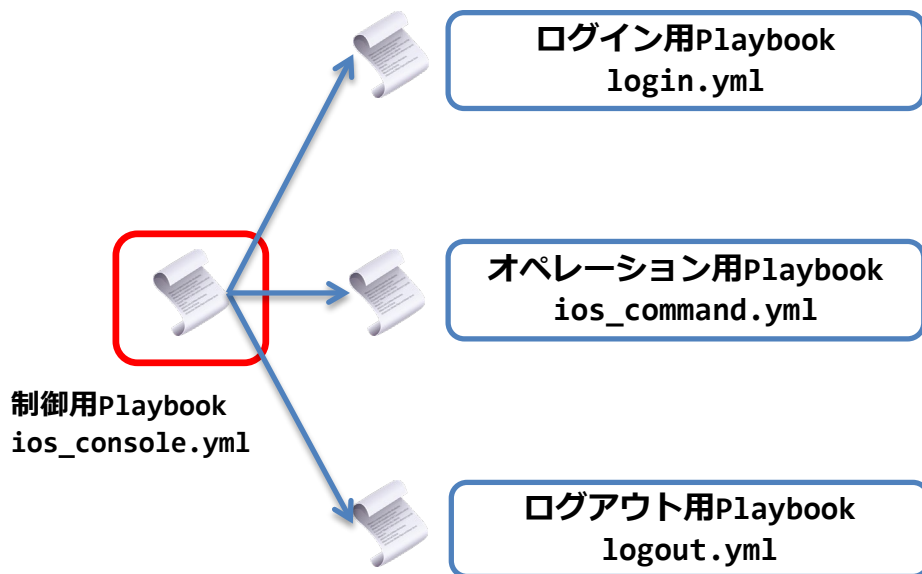 ログイン用Playbook
login.yml
オペレーション用Playbook
ios_command.yml
制御用Playbook
ios_console.yml
ログアウト用Playbook
logout.yml